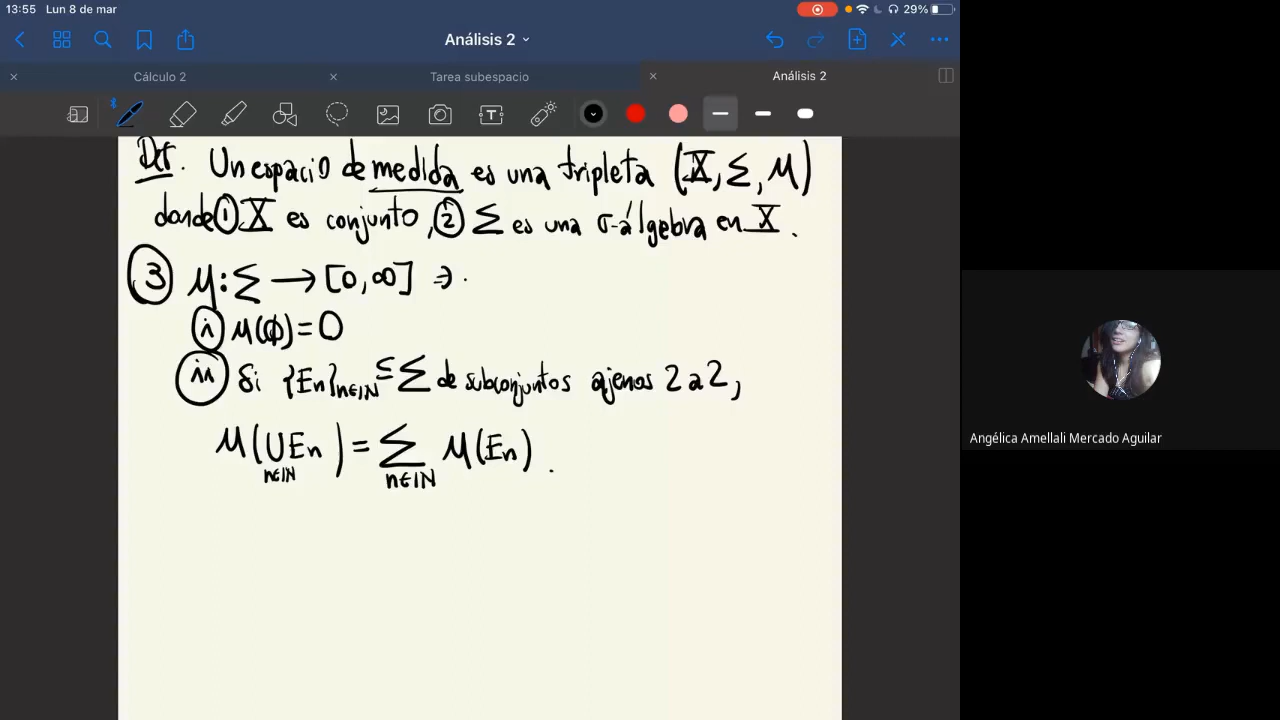 13:55 Lun 8 de mar 29%
Análisis 2
Cálculo 2 Tarea subespacio Análisis 2
Def. Un espacio de medida es una tripleta (X, Σ, μ)
donde ① X es conjunto, ② Σ es una σ-álgebra en X.
③ μ: Σ → [0, ∞] ∋·
ⓘ μ(∅) = 0
ⓘⓘ Si {En}n∈ℕ ⊆ Σ de subconjuntos ajenos 2 a 2,
μ(∪ En) = Σ μ(En).
n∈ℕ n∈ℕ
Angélica Amellali Mercado Aguilar